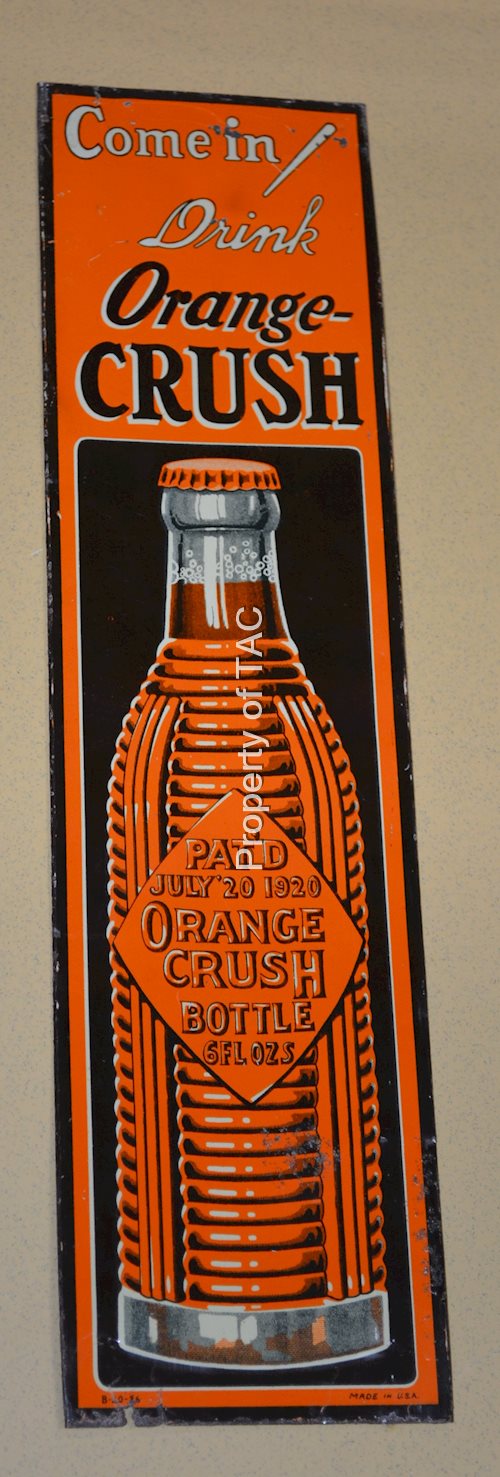 Come in
Drink
Orange-
CRUSH
Property of TAC
PAT'D
JULY '20 1920
ORANGE
CRUSH
BOTTLE
6 FL OZS
MADE IN U.S.A.